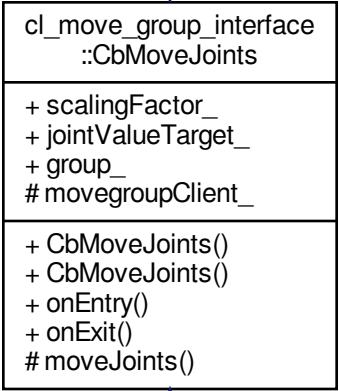 cl_move_group_interface
::CbMoveJoints
+ scalingFactor_
+ jointValueTarget_
+ group_
# movegroupClient_
+ CbMoveJoints()
+ CbMoveJoints()
+ onEntry()
+ onExit()
# moveJoints()